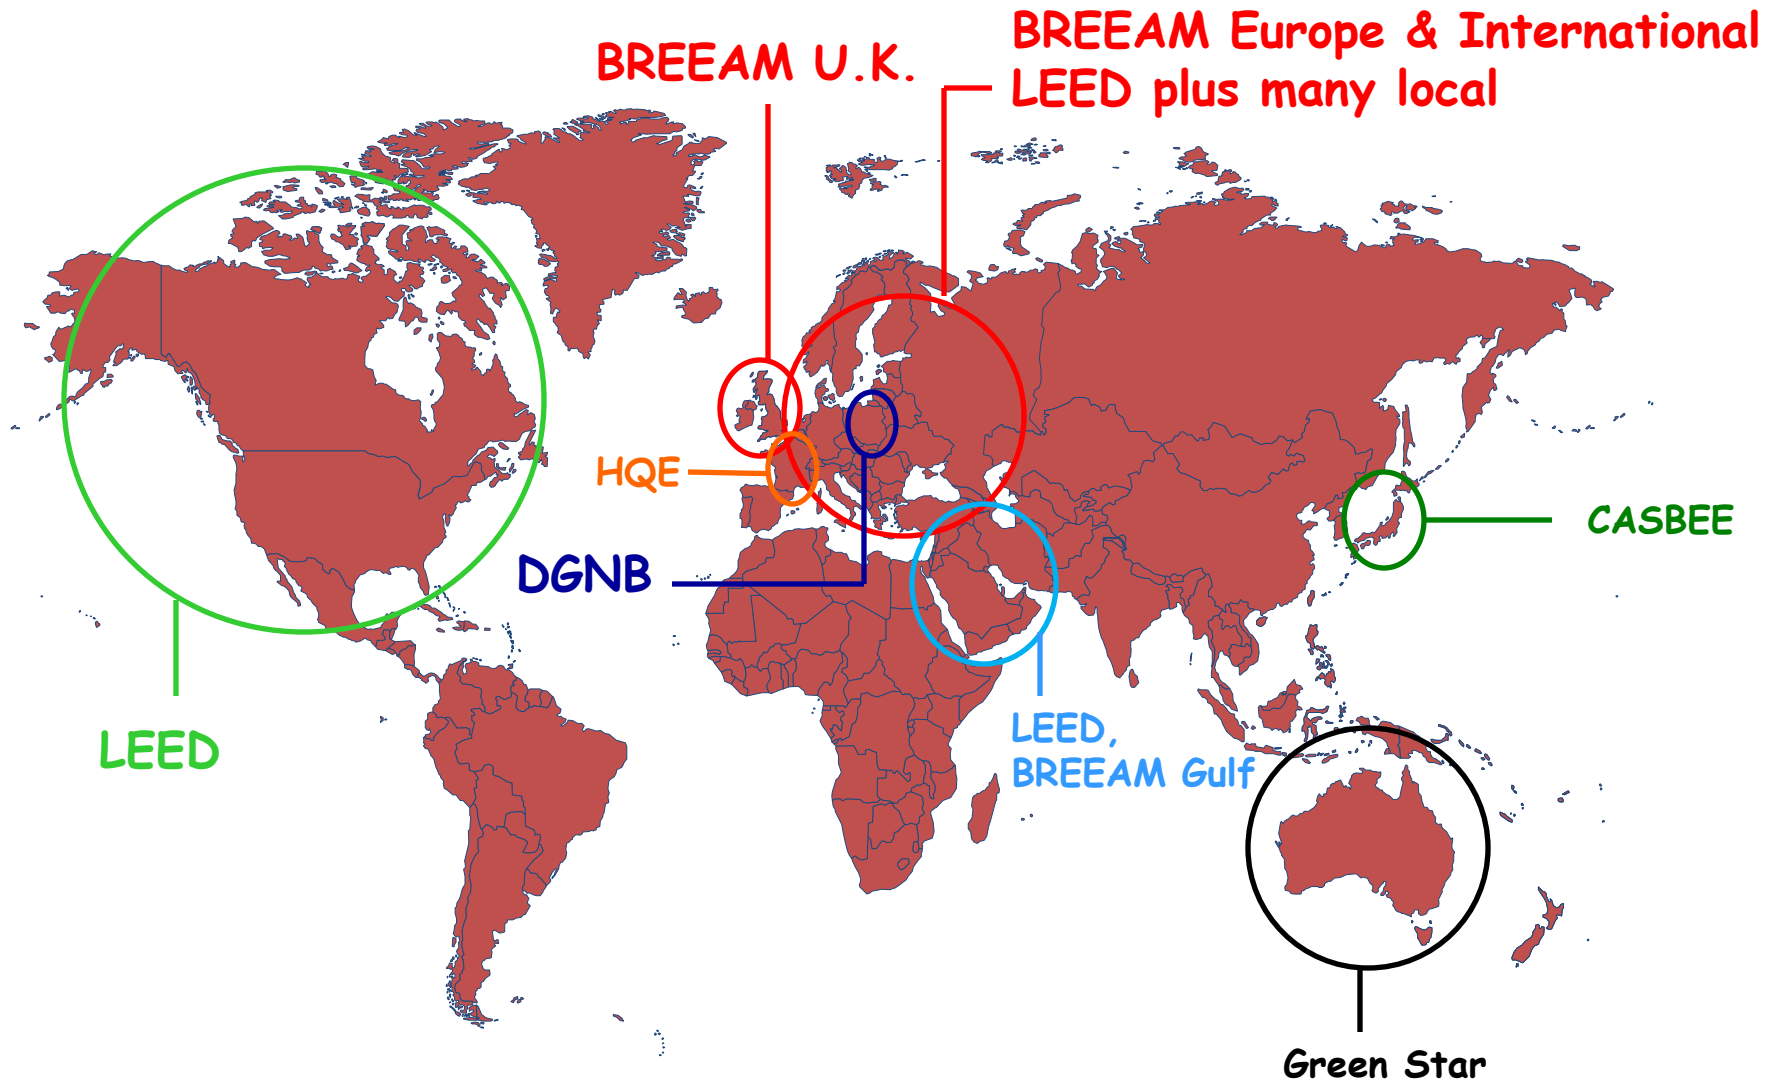 BREEAM Europe & International
LEED plus many local
BREEAM U.K.
HQE
CASBEE
DGNB
LEED
LEED,
BREEAM Gulf
Green Star